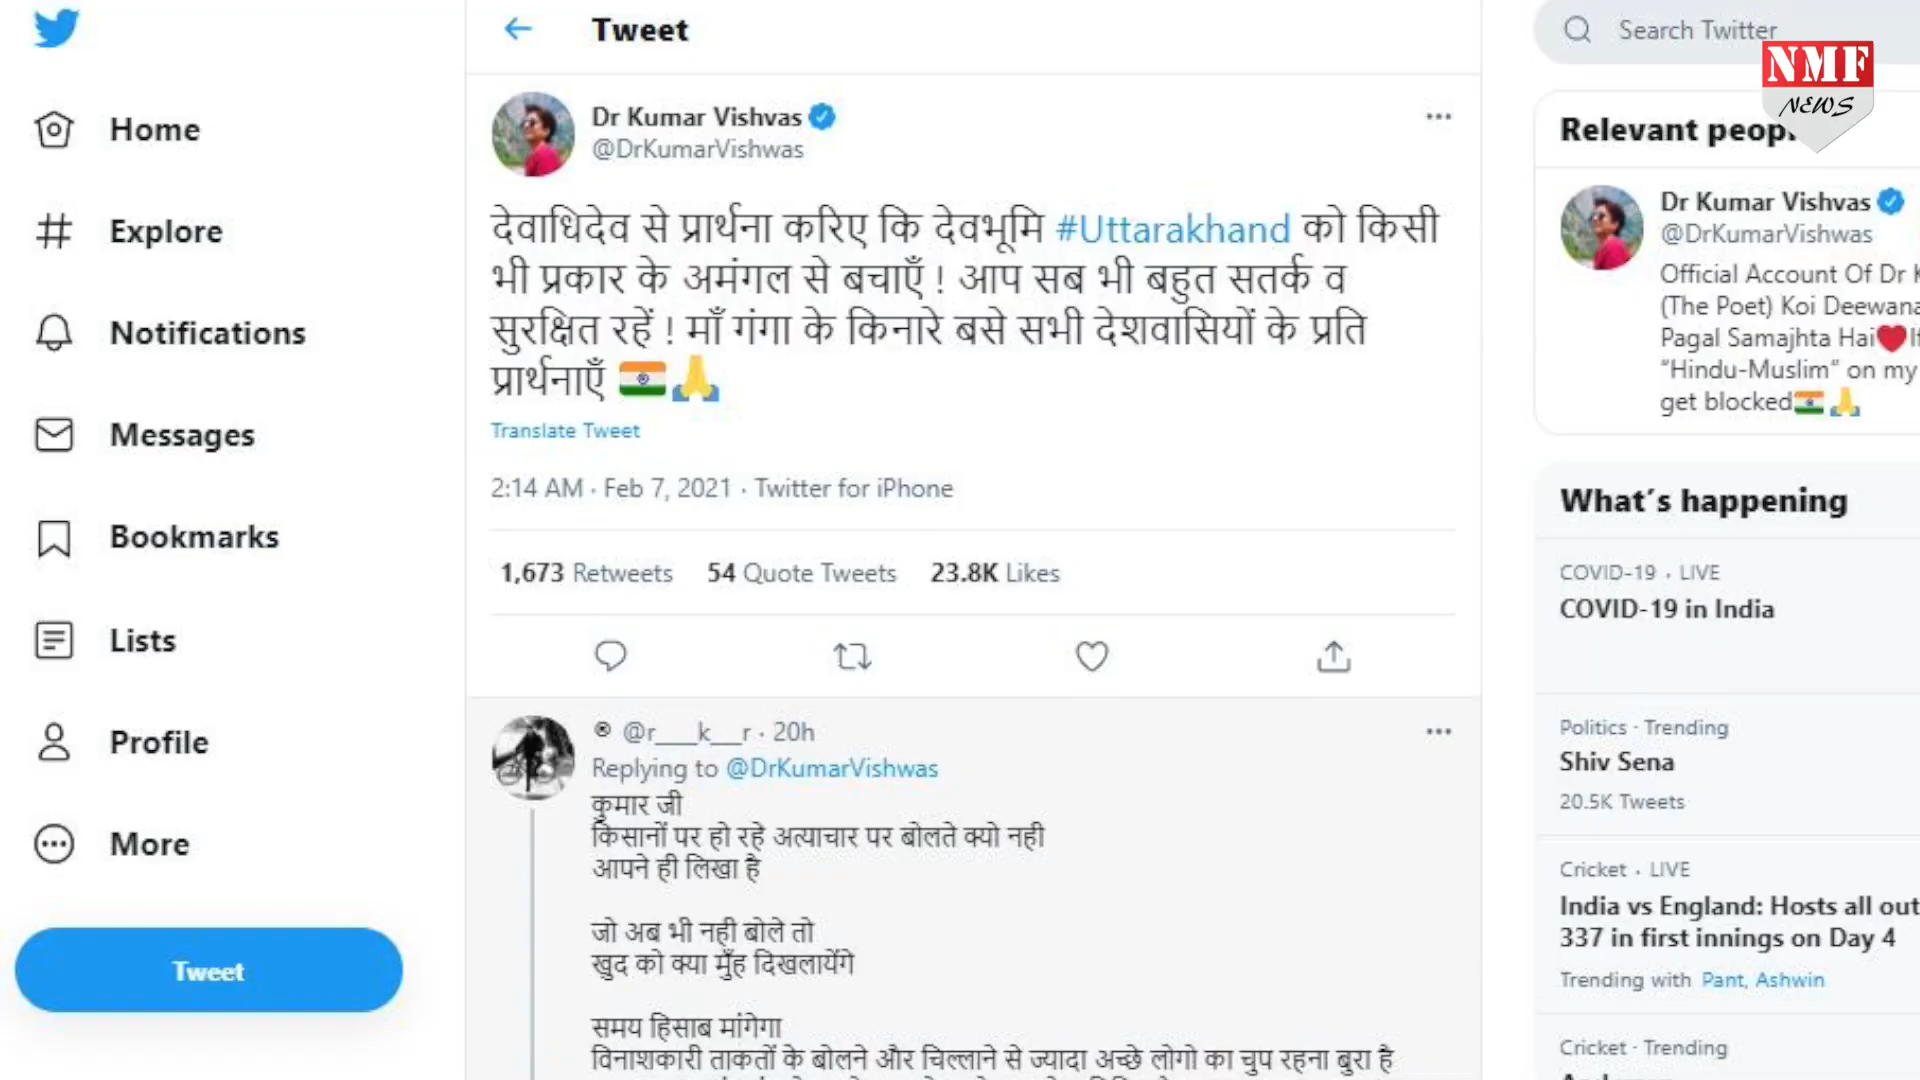 Tweet
Search Twitter
NMF
NEWS
Home
Explore
Notifications
Messages
Bookmarks
Lists
Profile
More
Tweet
Dr Kumar Vishvas
@DrKumarVishwas
देवाधिदेव से प्रार्थना करिए कि देवभूमि #Uttarakhand को किसी
भी प्रकार के अमंगल से बचाएँ ! आप सब भी बहुत सतर्क व
सुरक्षित रहें ! माँ गंगा के किनारे बसे सभी देशवासियों के प्रति
प्रार्थनाएँ 🇮🇳🙏
Translate Tweet
2:14 AM · Feb 7, 2021 · Twitter for iPhone
1,673 Retweets 54 Quote Tweets 23.8K Likes
@r___k__r · 20h
Replying to @DrKumarVishwas
कुमार जी
किसानों पर हो रहे अत्याचार पर बोलते क्यो नही
आपने ही लिखा है
जो अब भी नही बोले तो
खुद को क्या मुँह दिखलायेंगे
समय हिसाब मांगेगा
विनाशकारी ताकतों के बोलने और चिल्लाने से ज्यादा अच्छे लोगो का चुप रहना बुरा है
Relevant peop
Dr Kumar Vishvas
@DrKumarVishwas
Official Account Of Dr K
(The Poet) Koi Deewana
Pagal Samajhta Hai❤️If
“Hindu-Muslim” on my
get blocked🇮🇳🙏
What's happening
COVID-19 · LIVE
COVID-19 in India
Politics · Trending
Shiv Sena
20.5K Tweets
Cricket · LIVE
India vs England: Hosts all out
337 in first innings on Day 4
Trending with Pant, Ashwin
Cricket · Trending